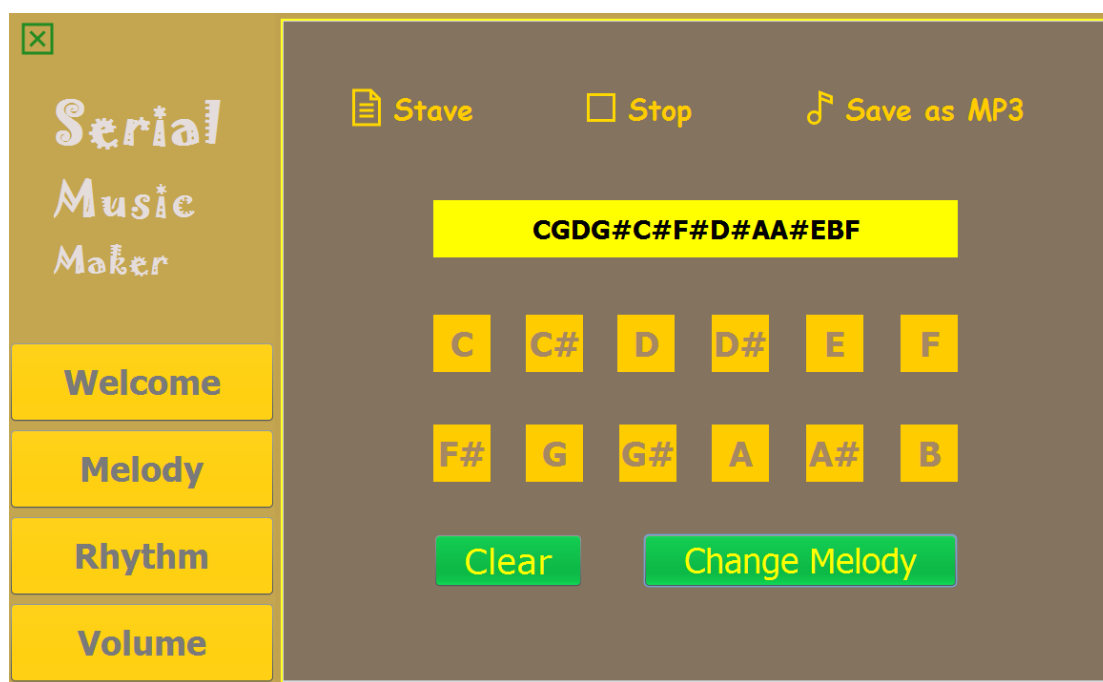 Serial
Music
Maker
Welcome
Melody
Rhythm
Volume
Stave Stop Save as MP3
CGDG#C#F#D#AA#EBF
C C# D D# E F
F# G G# A A# B
Clear Change Melody